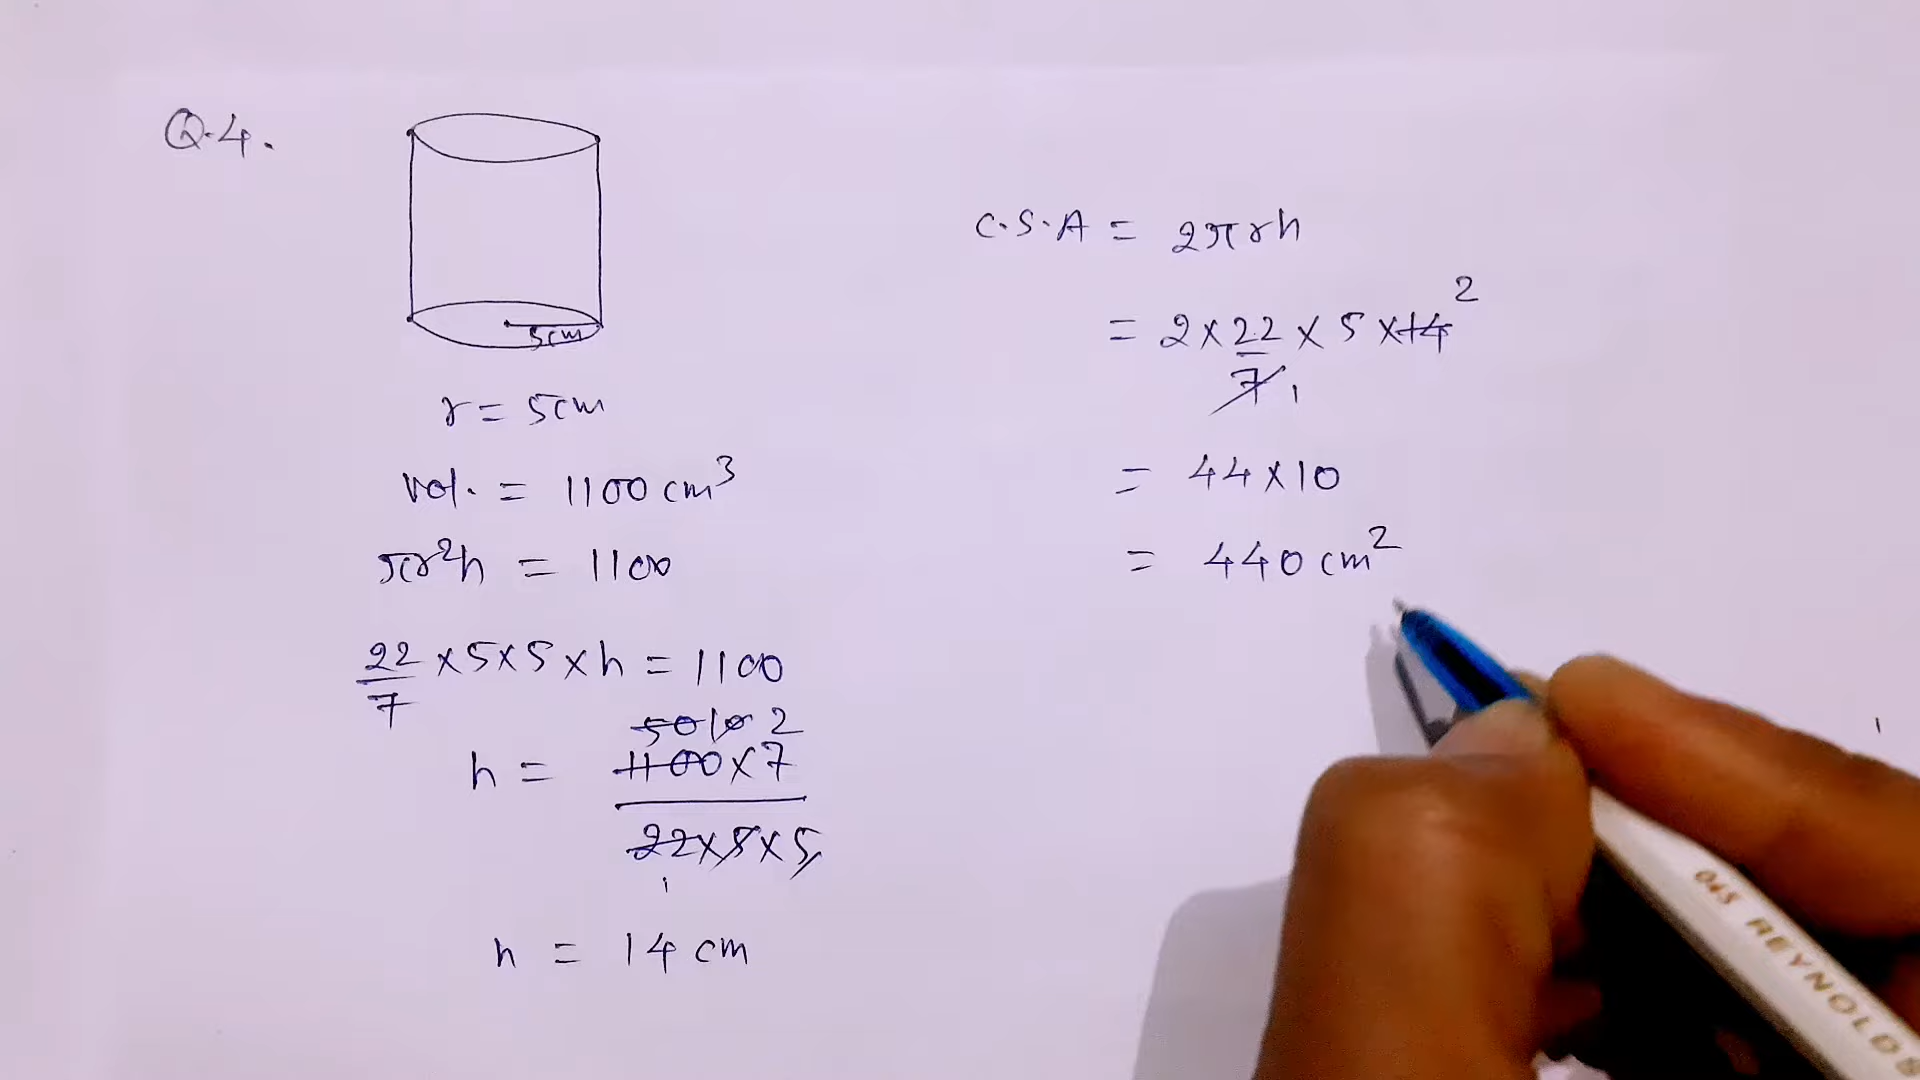 Q.4.
5cm
r = 5cm
Vol. = 1100 cm³
πr²h = 1100
22/7 × 5 × 5 × h = 1100
50 10 2
h = 1100 × 7
22 × 5 × 5
1
h = 14 cm
C.S.A = 2πrh
= 2 × 22/7 × 5 × 14 2
1
= 44 × 10
= 440 cm²
045 REYNOLDS